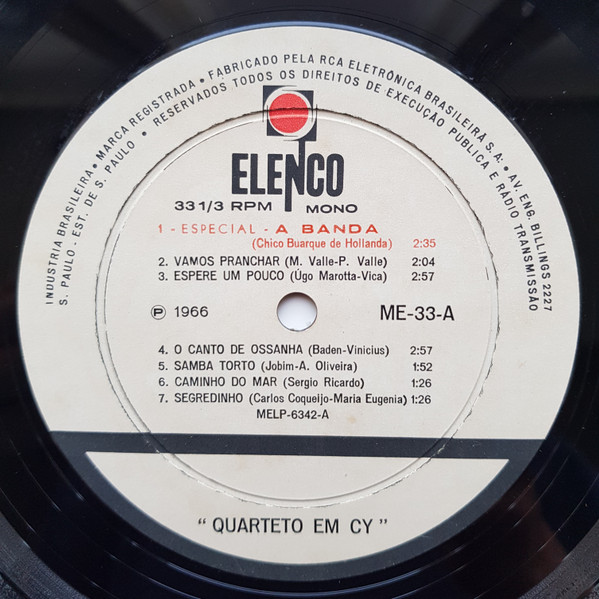 INDUSTRIA BRASILEIRA • MARCA REGISTRADA • FABRICADO PELA RCA ELETRÔNICA BRASILEIRA S.A. • AV. ENG. BILLINGS 2227
S. PAULO - EST. DE S. PAULO • RESERVADOS TODOS OS DIREITOS DE EXECUÇÃO PUBLICA E RÁDIO TRANSMISSÃO
ELENCO
33 1/3 RPM MONO
1 - ESPECIAL - A BANDA
(Chico Buarque de Hollanda) 2:35
2. VAMOS PRANCHAR (M. Valle-P. Valle) 2:04
3. ESPERE UM POUCO (Úgo Marotta-Vica) 2:57
℗ 1966 ME-33-A
4. O CANTO DE OSSANHA (Baden-Vinicius) 2:57
5. SAMBA TORTO (Jobim-A. Oliveira) 1:52
6. CAMINHO DO MAR (Sergio Ricardo) 1:26
7. SEGREDINHO (Carlos Coqueijo-Maria Eugenia) 1:26
MELP-6342-A
"QUARTETO EM CY"